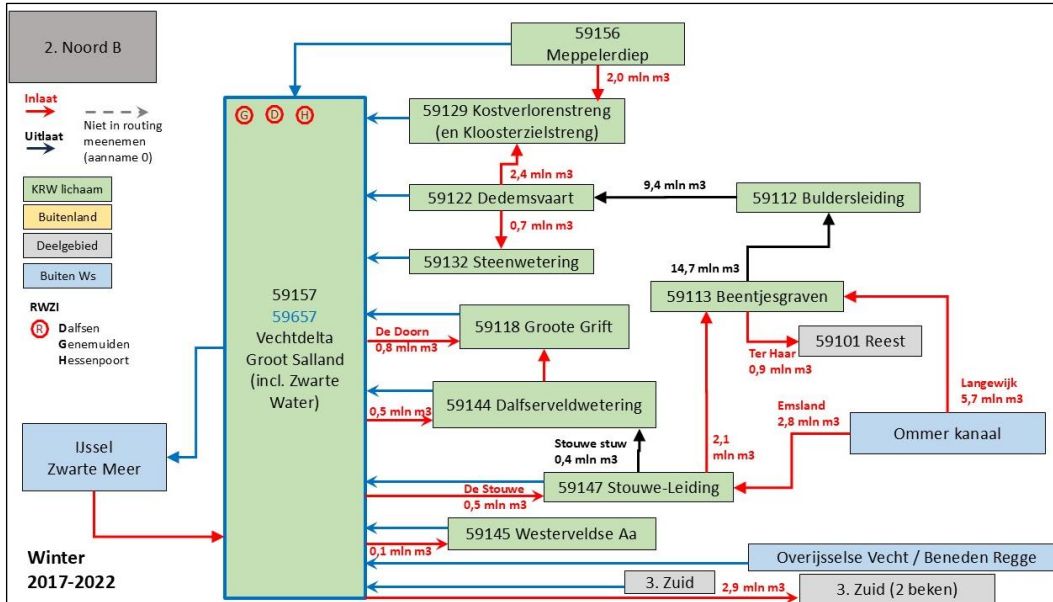 2. Noord B
Inlaat
Uitlaat
Niet in routing
meenemen
(aanname 0)
KRW lichaam
Buitenland
Deelgebied
Buiten Ws
RWZI
R
Dalfsen
Genemuiden
Hessenpoort
G D H
59157
59657
Vechtdelta
Groot Salland
(incl. Zwarte
Water)
IJssel
Zwarte Meer
Winter
2017-2022
59156
Meppelerdiep
2,0 mln m3
59129 Kostverlorenstreng
(en Kloosterzielstreng)
2,4 mln m3
59122 Dedemsvaart
0,7 mln m3
59132 Steenwetering
9,4 mln m3
59112 Buldersleiding
14,7 mln m3
59113 Beentjesgraven
Ter Haar
0,9 mln m3
59101 Reest
59118 Groote Grift
De Doorn
0,8 mln m3
59144 Dalfserveldwetering
0,5 mln m3
Stouwe stuw
0,4 mln m3
2,1
mln m3
Emsland
2,8 mln m3
Langewijk
5,7 mln m3
Ommer kanaal
59147 Stouwe-Leiding
De Stouwe
0,5 mln m3
59145 Westerveldse Aa
0,1 mln m3
Overijsselse Vecht / Beneden Regge
3. Zuid
2,9 mln m3
3. Zuid (2 beken)